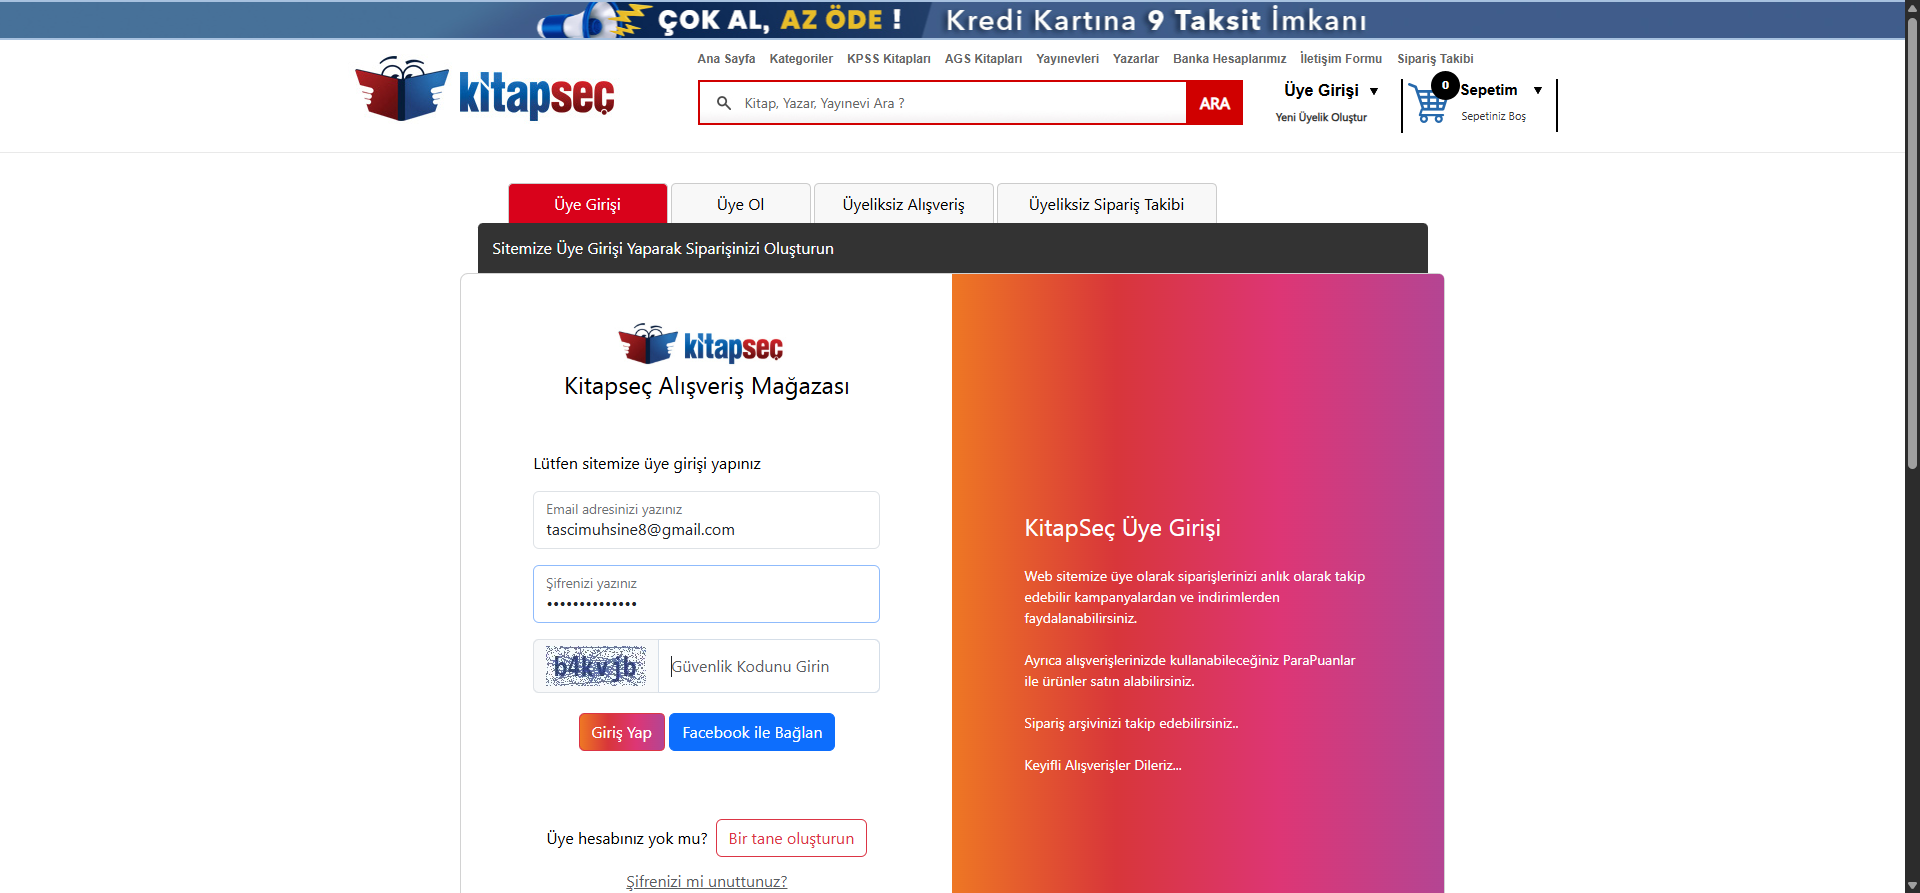 ÇOK AL, AZ ÖDE ! Kredi Kartına 9 Taksit İmkanı
Ana Sayfa Kategoriler KPSS Kitapları AGS Kitapları Yayınevleri Yazarlar Banka Hesaplarımız İletişim Formu Sipariş Takibi
kitapseç
Kitap, Yazar, Yayınevi Ara ?
ARA
Üye Girişi ▼
Yeni Üyelik Oluştur
0
Sepetim ▼
Sepetiniz Boş
Üye Girişi
Üye Ol
Üyeliksiz Alışveriş
Üyeliksiz Sipariş Takibi
Sitemize Üye Girişi Yaparak Siparişinizi Oluşturun
kitapseç
Kitapseç Alışveriş Mağazası
Lütfen sitemize üye girişi yapınız
Email adresinizi yazınız
tascimuhsine8@gmail.com
Şifrenizi yazınız
••••••••••••••
b4kvjb
Güvenlik Kodunu Girin
Giriş Yap
Facebook ile Bağlan
Üye hesabınız yok mu? Bir tane oluşturun
Şifrenizi mi unuttunuz?
KitapSeç Üye Girişi
Web sitemize üye olarak siparişlerinizi anlık olarak takip
edebilir kampanyalardan ve indirimlerden
faydalanabilirsiniz.
Ayrıca alışverişlerinizde kullanabileceğiniz ParaPuanlar
ile ürünler satın alabilirsiniz.
Sipariş arşivinizi takip edebilirsiniz..
Keyifli Alışverişler Dileriz...